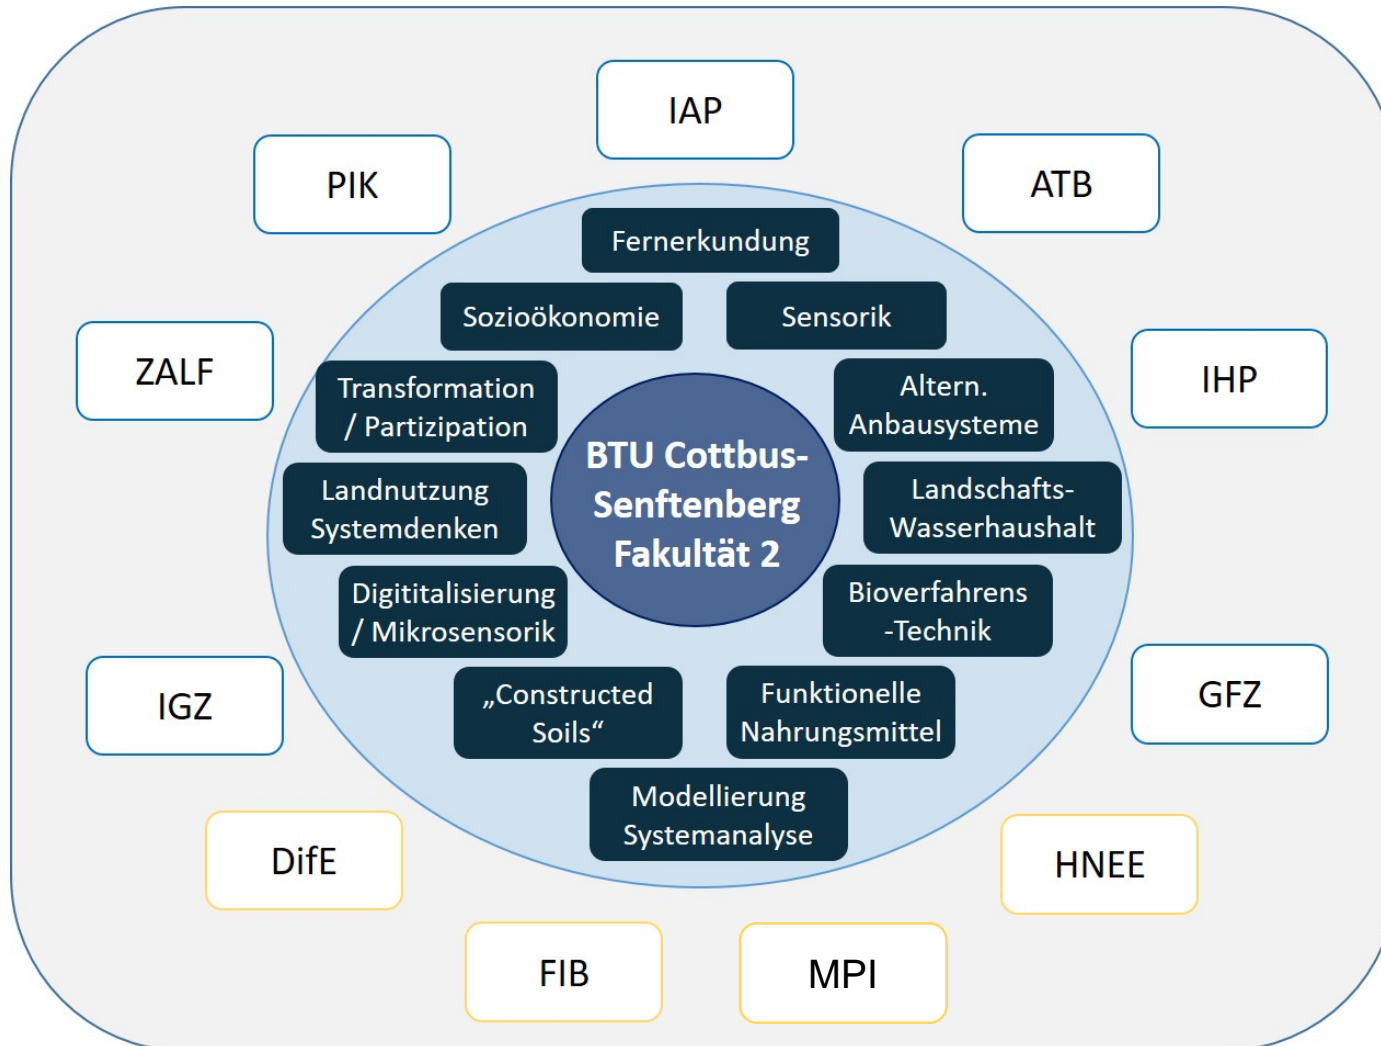 IAP
PIK
ATB
Fernerkundung
Sozioökonomie
Sensorik
ZALF
IHP
Transformation
/ Partizipation
Altern.
Anbausysteme
BTU Cottbus-
Senftenberg
Fakultät 2
Landnutzung
Systemdenken
Landschafts-
Wasserhaushalt
Digititalisierung
/ Mikrosensorik
Bioverfahrens
-Technik
IGZ
GFZ
„Constructed
Soils“
Funktionelle
Nahrungsmittel
Modellierung
Systemanalyse
DifE
HNEE
FIB
MPI